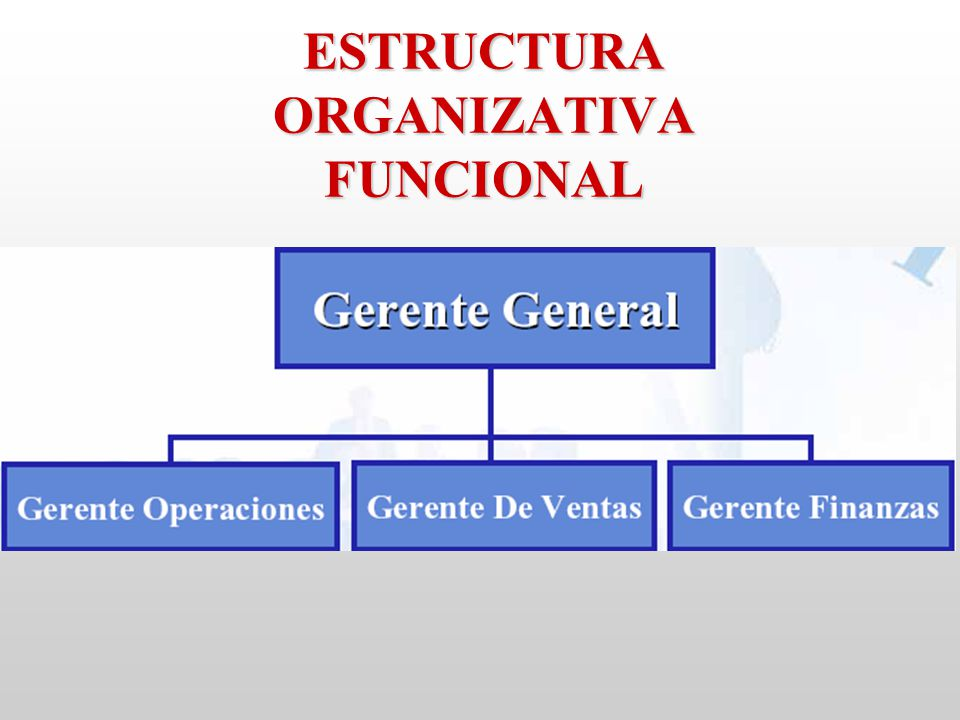 ESTRUCTURA
ORGANIZATIVA
FUNCIONAL
Gerente General
Gerente Operaciones
Gerente De Ventas
Gerente Finanzas